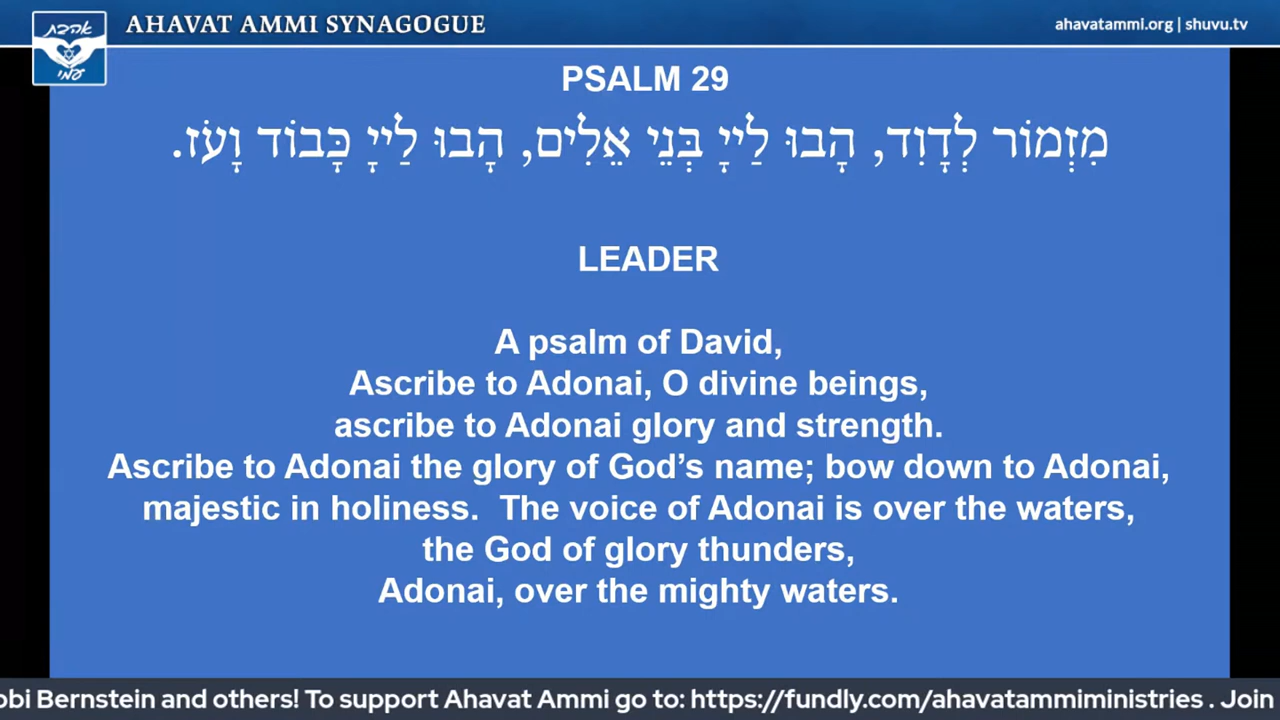 אהבת
עמי
AHAVAT AMMI SYNAGOGUE
ahavatammi.org | shuvu.tv
PSALM 29
מִזְמוֹר לְדָוִד, הָבוּ לַייָ בְּנֵי אֵלִים, הָבוּ לַייָ כָּבוֹד וָעֹז.
LEADER
A psalm of David,
Ascribe to Adonai, O divine beings,
ascribe to Adonai glory and strength.
Ascribe to Adonai the glory of God’s name; bow down to Adonai,
majestic in holiness. The voice of Adonai is over the waters,
the God of glory thunders,
Adonai, over the mighty waters.
obi Bernstein and others! To support Ahavat Ammi go to: https://fundly.com/ahavatammiministries . Join